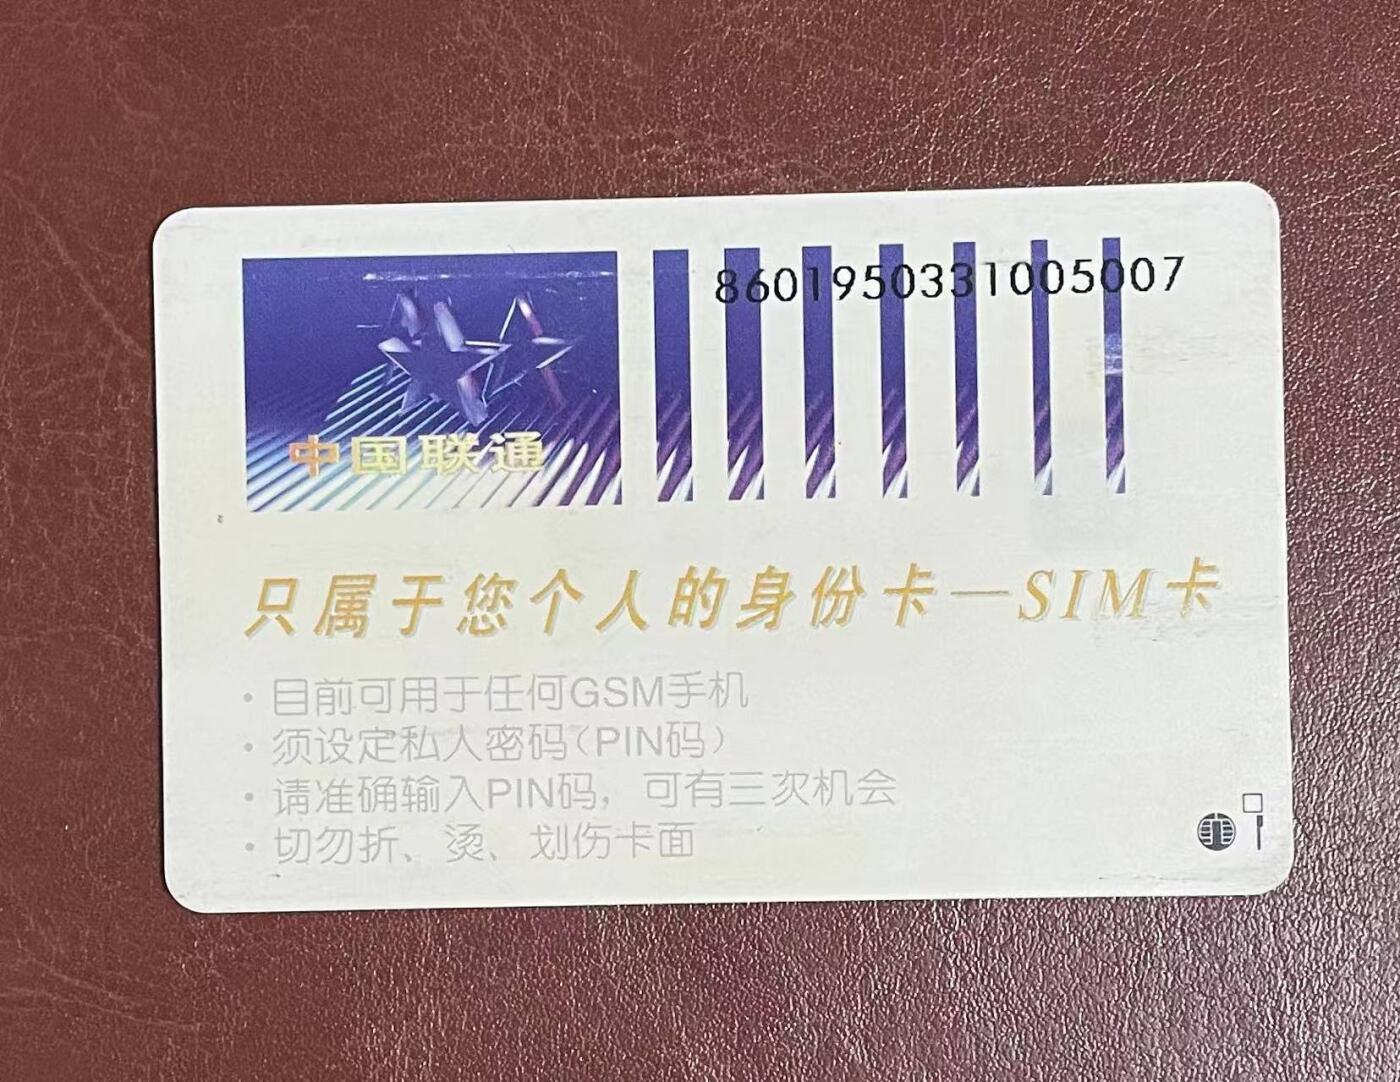 8601950331005007
中国联通
只属于您个人的身份卡—SIM卡
· 目前可用于任何GSM手机
· 须设定私人密码（PIN码）
· 请准确输入PIN码，可有三次机会
· 切勿折、烫、划伤卡面